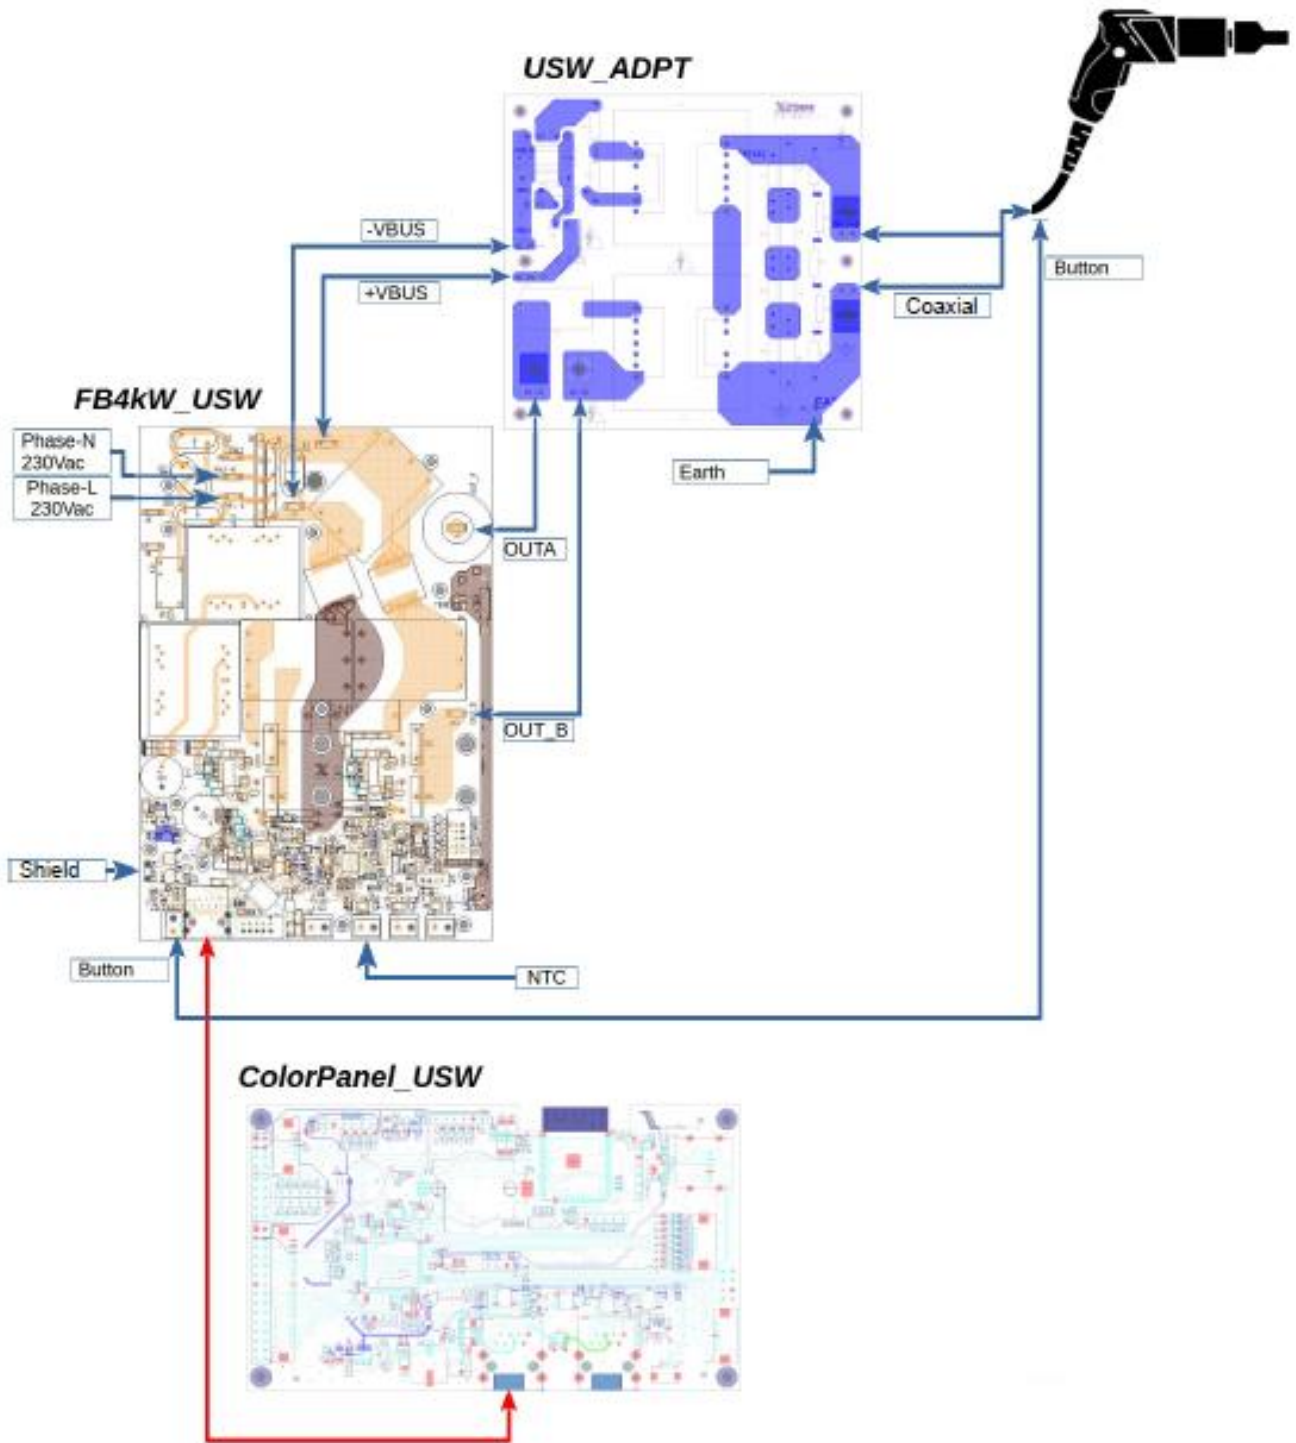 USW_ADPT
-VBUS
+VBUS
Button
Coaxial
FB4kW_USW
Phase-N
230Vac
Phase-L
230Vac
Earth
OUTA
OUT_B
Shield
Button
NTC
ColorPanel_USW